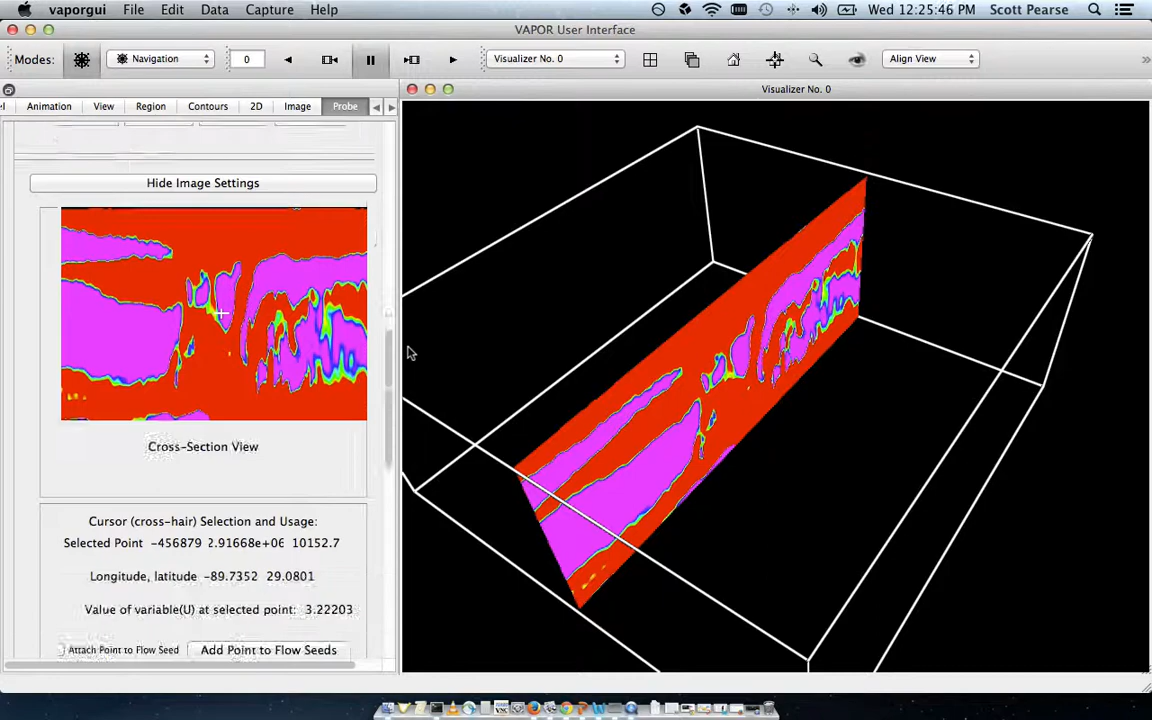 vaporgui File Edit Data Capture Help Wed 12:25:46 PM Scott Pearse
VAPOR User Interface
Modes: Navigation 0 Visualizer No. 0 Align View
Animation View Region Contours 2D Image Probe
Visualizer No. 0
Hide Image Settings
Cross-Section View
Cursor (cross-hair) Selection and Usage:
Selected Point -456879 2.91668e+06 10152.7
Longitude, latitude -89.7352 29.0801
Value of variable(U) at selected point: 3.22203
Attach Point to Flow Seed Add Point to Flow Seeds